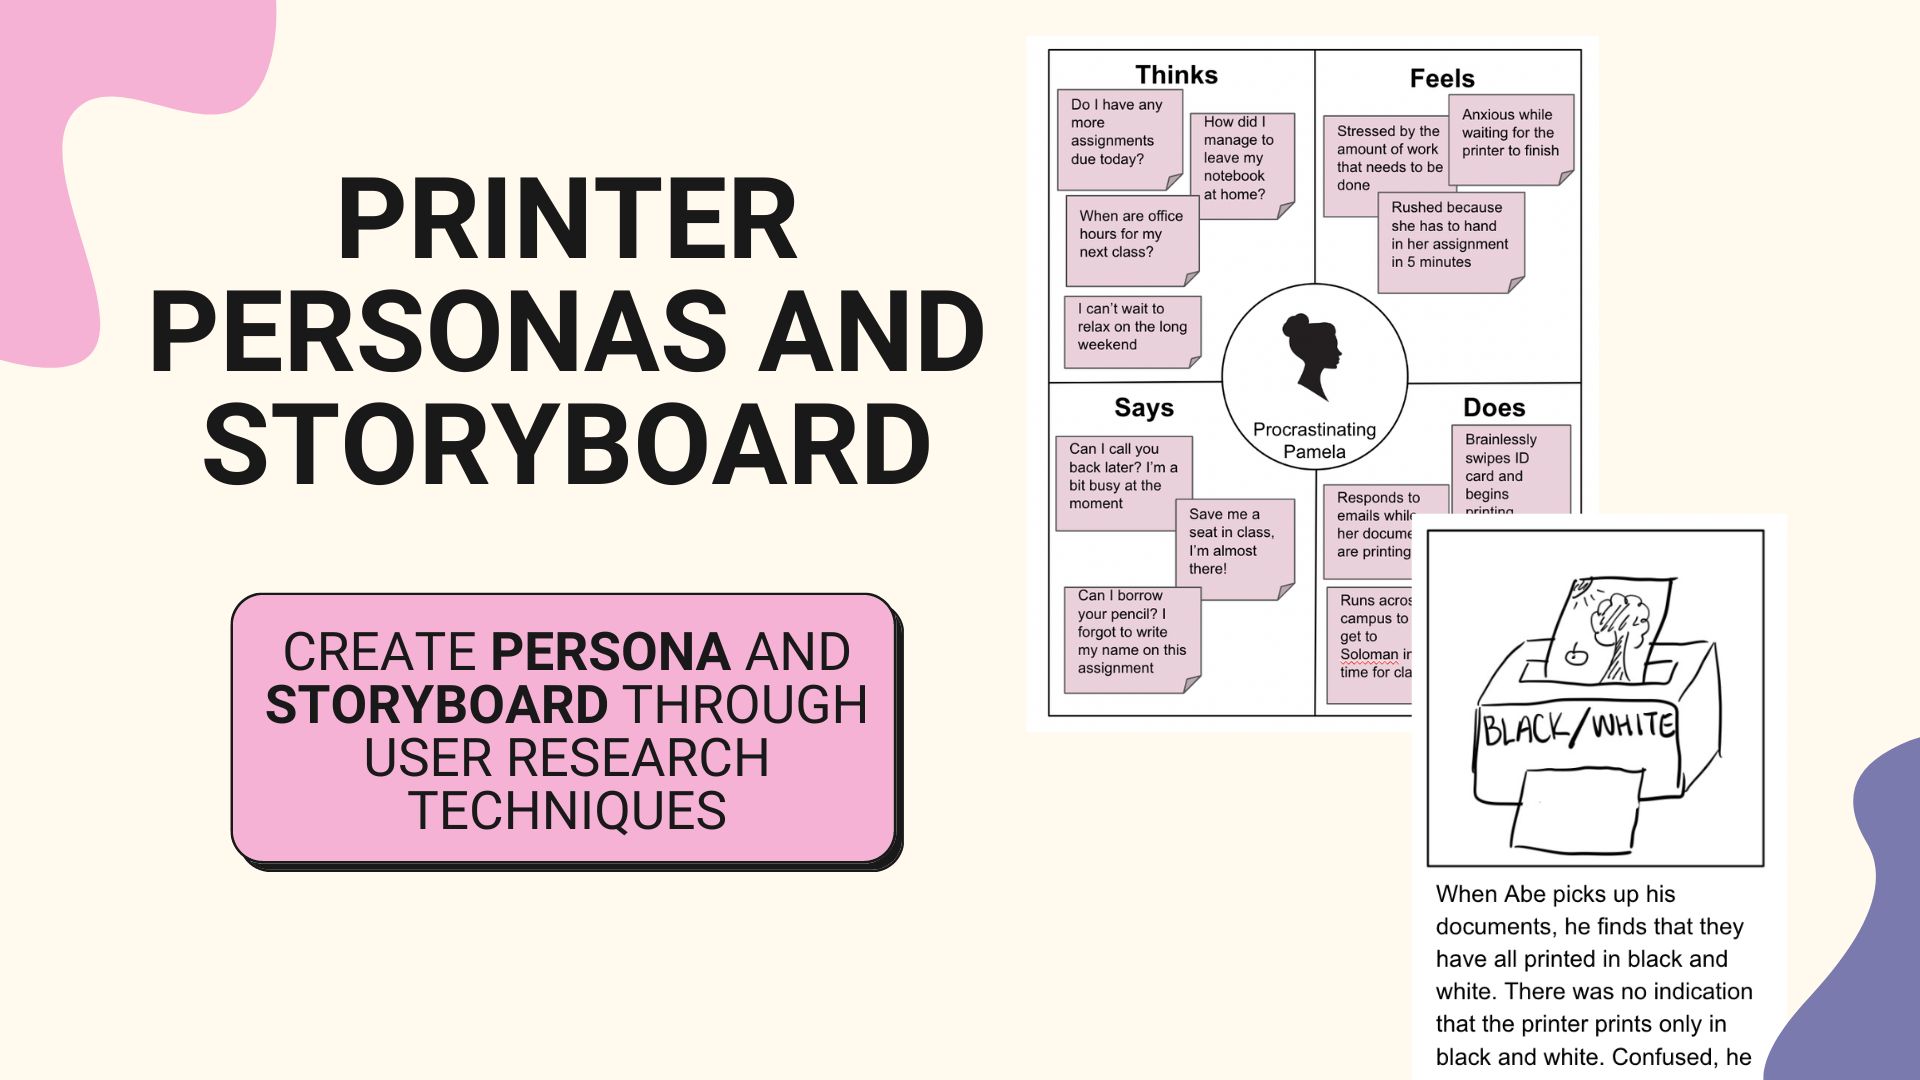 PRINTER
PERSONAS AND
STORYBOARD
CREATE PERSONA AND
STORYBOARD THROUGH
USER RESEARCH
TECHNIQUES
Thinks
Do I have any
more
assignments
due today?
How did I
manage to
leave my
notebook
at home?
When are office
hours for my
next class?
I can’t wait to
relax on the long
weekend
Feels
Stressed by the
amount of work
that needs to be
done
Anxious while
waiting for the
printer to finish
Rushed because
she has to hand
in her assignment
in 5 minutes
Procrastinating
Pamela
Says
Can I call you
back later? I’m a
bit busy at the
moment
Save me a
seat in class,
I’m almost
there!
Can I borrow
your pencil? I
forgot to write
my name on this
assignment
Does
Brainlessly
swipes ID
card and
begins
printing
Responds to
emails while
her docume
are printing
Runs acros
campus to
get to
Soloman in
time for cla
BLACK/WHITE
When Abe picks up his
documents, he finds that they
have all printed in black and
white. There was no indication
that the printer prints only in
black and white. Confused, he